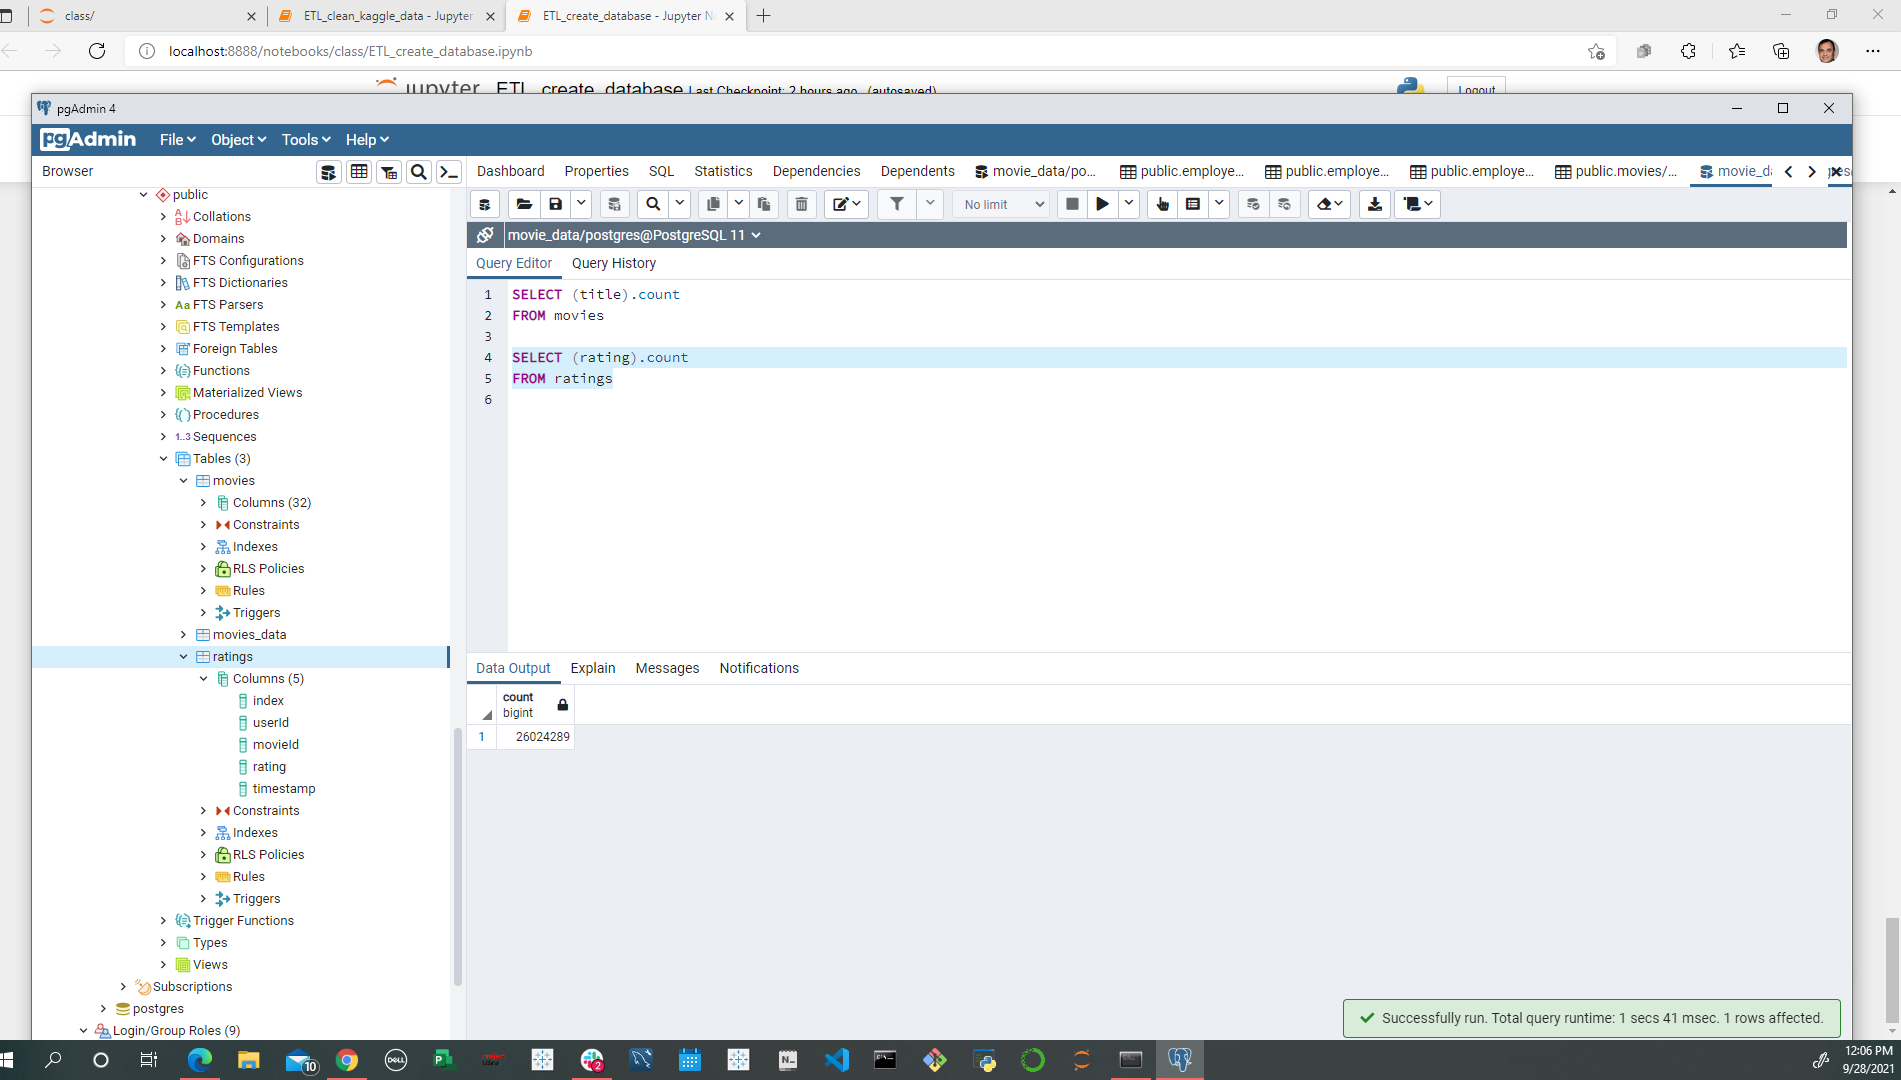 class/
ETL_clean_kaggle_data - Jupyter
ETL_create_database - Jupyter N
localhost:8888/notebooks/class/ETL_create_database.ipynb
jupyter ETL_create_database Last Checkpoint: 2 hours ago (autosaved)
Logout
pgAdmin 4
pgAdmin
File
Object
Tools
Help
Browser
Dashboard
Properties
SQL
Statistics
Dependencies
Dependents
movie_data/po...
public.employe...
public.employe...
public.employe...
public.movies/...
movie_da
No limit
movie_data/postgres@PostgreSQL 11
Query Editor
Query History
1 SELECT (title).count
2 FROM movies
3
4 SELECT (rating).count
5 FROM ratings
6
public
Collations
Domains
FTS Configurations
FTS Dictionaries
Aa FTS Parsers
FTS Templates
Foreign Tables
Functions
Materialized Views
Procedures
1..3 Sequences
Tables (3)
movies
Columns (32)
Constraints
Indexes
RLS Policies
Rules
Triggers
movies_data
ratings
Columns (5)
index
userId
movieId
rating
timestamp
Constraints
Indexes
RLS Policies
Rules
Triggers
Trigger Functions
Types
Views
Subscriptions
postgres
Login/Group Roles (9)
Data Output
Explain
Messages
Notifications
count
bigint
1 26024289
Successfully run. Total query runtime: 1 secs 41 msec. 1 rows affected.
10
DELL
2
N
12:06 PM
9/28/2021